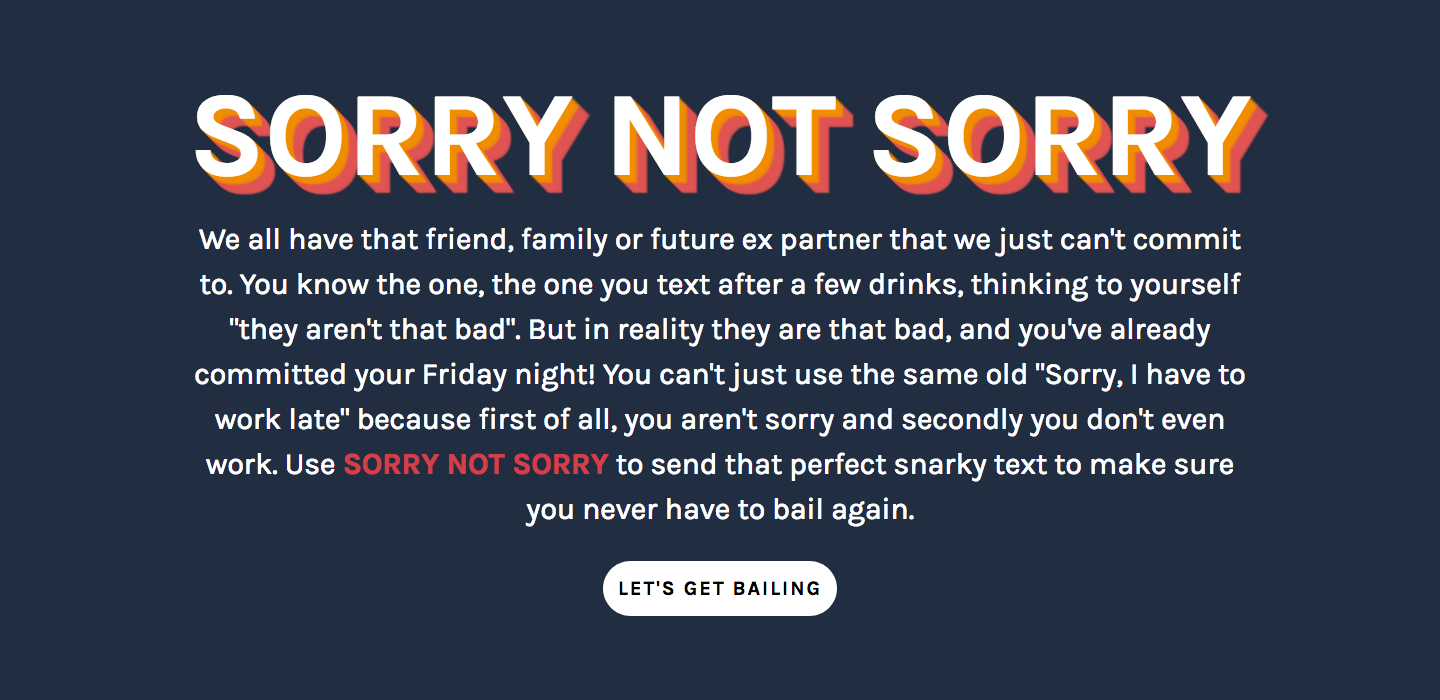 SORRY NOT SORRY
We all have that friend, family or future ex partner that we just can't commit
to. You know the one, the one you text after a few drinks, thinking to yourself
"they aren't that bad". But in reality they are that bad, and you've already
committed your Friday night! You can't just use the same old "Sorry, I have to
work late" because first of all, you aren't sorry and secondly you don't even
work. Use SORRY NOT SORRY to send that perfect snarky text to make sure
you never have to bail again.
LET'S GET BAILING